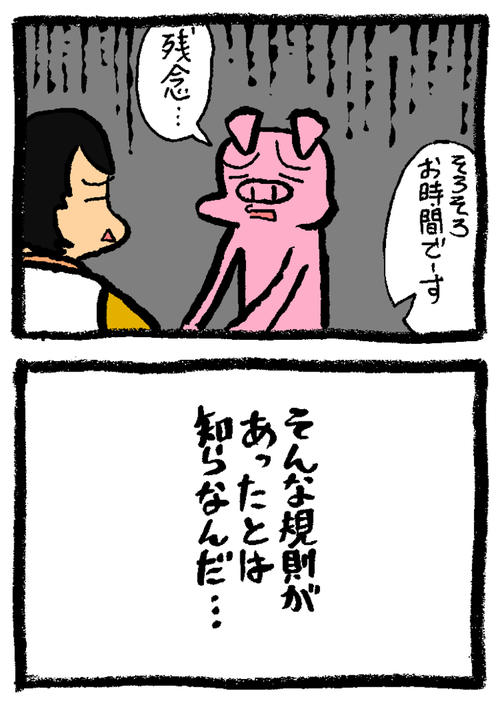 残念…
そろそろ
お時間でーす
そんな規則が
あったとは
知らなんだ…